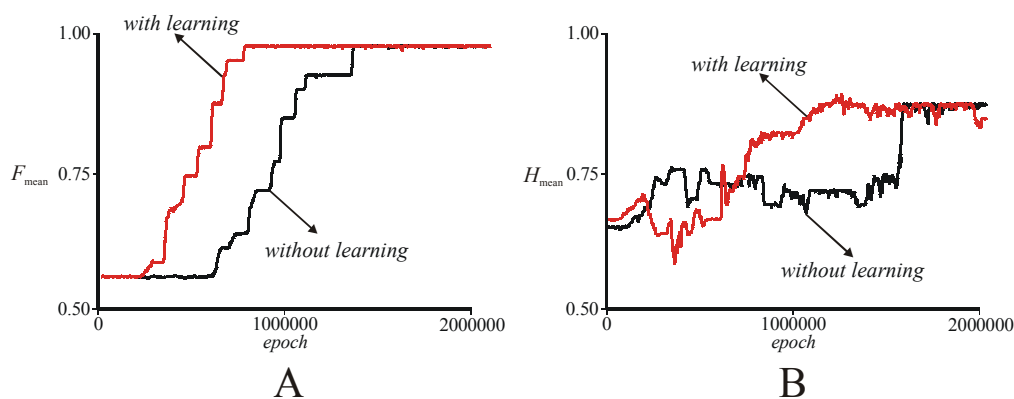 with learning
1.00
0.75
0.50
F mean
without learning
0
1000000
2000000
epoch
A
1.00
0.75
0.50
H mean
with learning
without learning
0
1000000
2000000
epoch
B